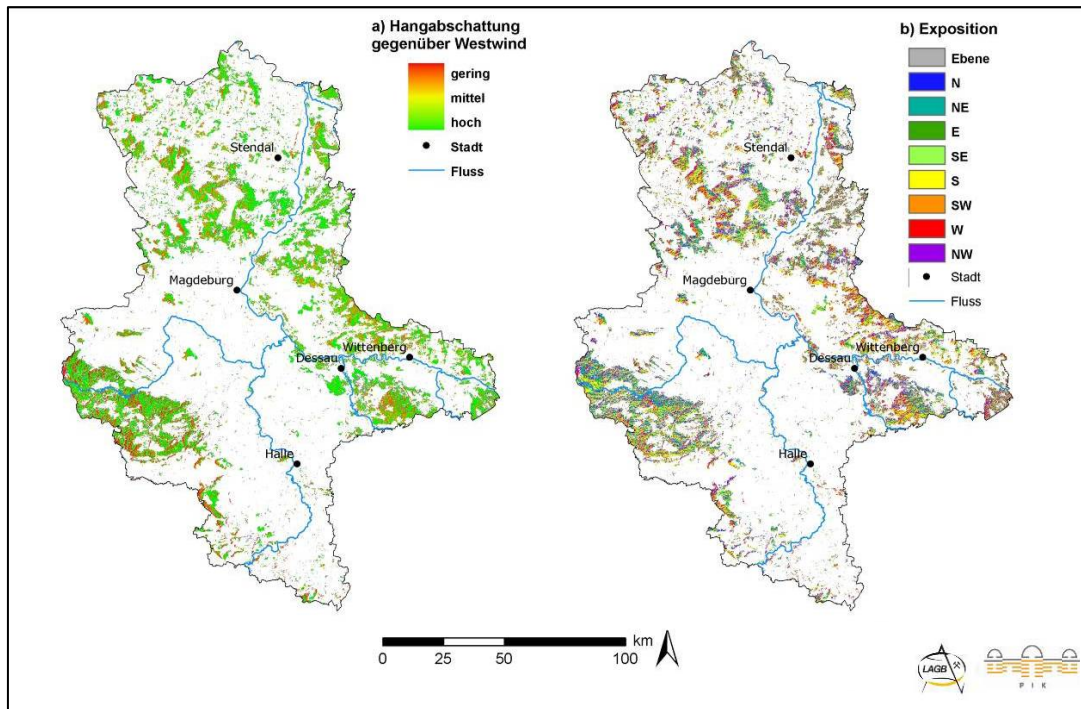 a) Hangabschattung
gegenüber Westwind
gering
mittel
hoch
Stadt
Fluss
Stendal
Magdeburg
Dessau
Wittenberg
Halle
b) Exposition
Ebene
N
NE
E
SE
S
SW
W
NW
Stadt
Fluss
Stendal
Magdeburg
Dessau
Wittenberg
Halle
km
0 25 50 100
LAGB
PIK